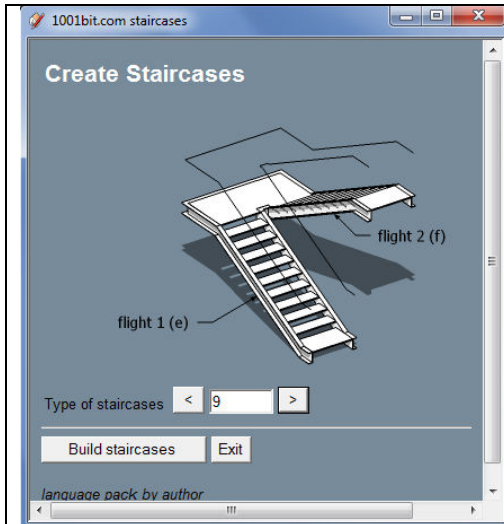 1001bit.com staircases
Create Staircases
flight 2 (f)
flight 1 (e)
Type of staircases < 9 >
Build staircases Exit
language pack by author